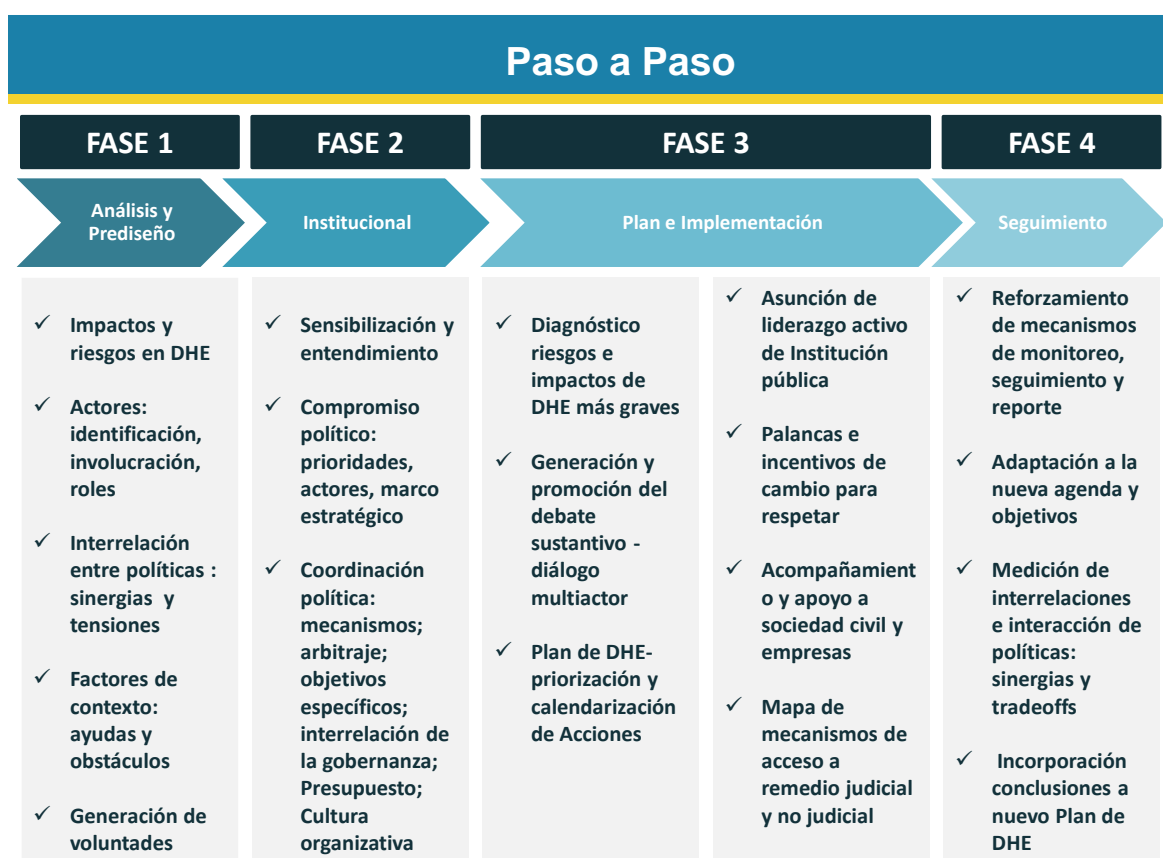 Paso a Paso
FASE 1
FASE 2
FASE 3
FASE 4
Análisis y
Prediseño
Institucional
Plan e Implementación
Seguimiento
✓ Impactos y
riesgos en DHE
✓ Actores:
identificación,
involucración,
roles
✓ Interrelación
entre políticas :
sinergias y
tensiones
✓ Factores de
contexto:
ayudas y
obstáculos
✓ Generación de
voluntades
✓ Sensibilización y
entendimiento
✓ Compromiso
político:
prioridades,
actores, marco
estratégico
✓ Coordinación
política:
mecanismos;
arbitraje;
objetivos
específicos;
interrelación de
la gobernanza;
Presupuesto;
Cultura
organizativa
✓ Diagnóstico
riesgos e
impactos de
DHE más graves
✓ Generación y
promoción del
debate
sustantivo -
diálogo
multiactor
✓ Plan de DHE-
priorización y
calendarización
de Acciones
✓ Asunción de
liderazgo activo
de Institución
pública
✓ Palancas e
incentivos de
cambio para
respetar
✓ Acompañamient
o y apoyo a
sociedad civil y
empresas
✓ Mapa de
mecanismos de
acceso a
remedio judicial
y no judicial
✓ Reforzamiento
de mecanismos
de monitoreo,
seguimiento y
reporte
✓ Adaptación a la
nueva agenda y
objetivos
✓ Medición de
interrelaciones
e interacción de
políticas:
sinergias y
tradeoffs
✓ Incorporación
conclusiones a
nuevo Plan de
DHE